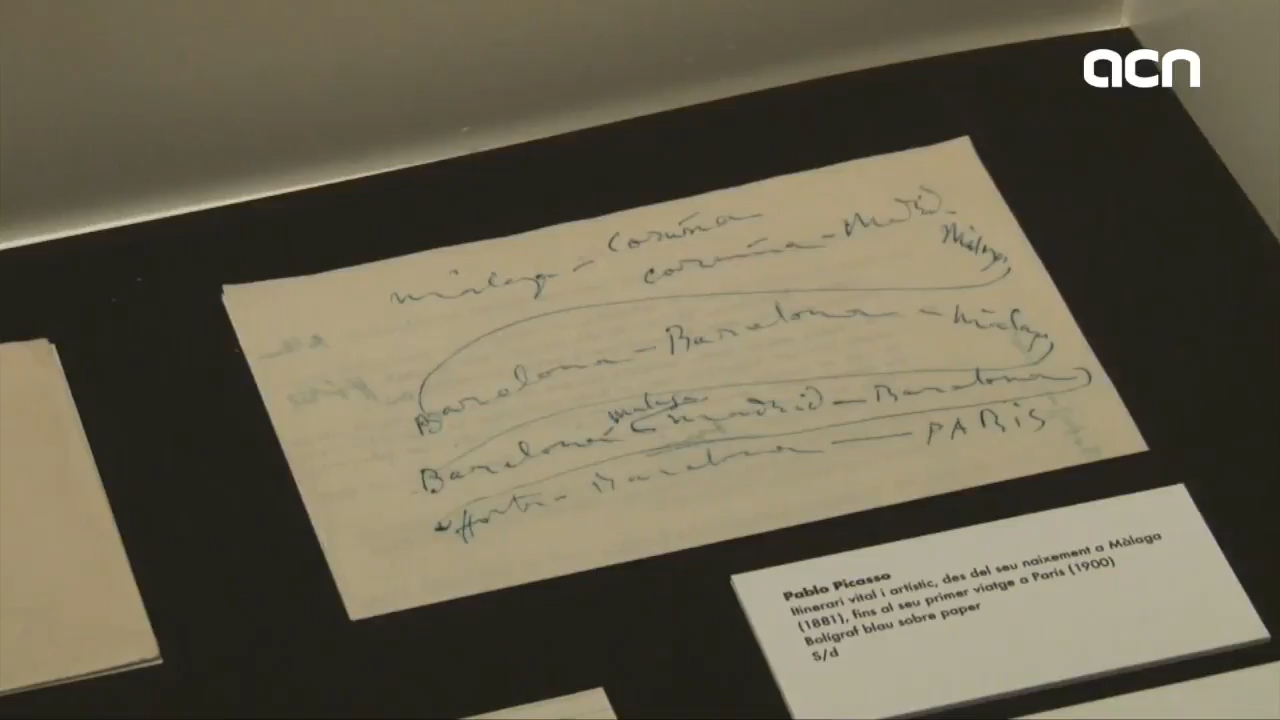 acn
málaga - Coruña
coruña - Madrid
Málaga
Barcelona - Barcelona - Málaga
málaga
Barcelona - madrid - Barcelona
Horta - Barcelona — PARiS
Pablo Picasso
Itinerari vital i artístic, des del seu naixement a Màlaga
(1881), fins al seu primer viatge a París (1900)
Bolígraf blau sobre paper
S/d